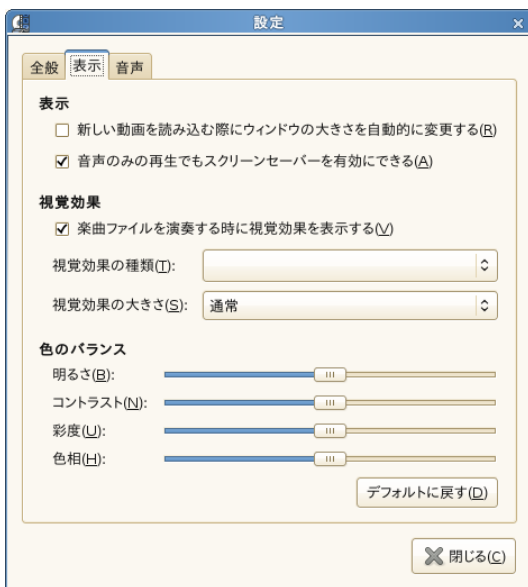 設定
全般 表示 音声
表示
新しい動画を読み込む際にウィンドウの大きさを自動的に変更する(R)
音声のみの再生でもスクリーンセーバーを有効にできる(A)
視覚効果
楽曲ファイルを演奏する時に視覚効果を表示する(V)
視覚効果の種類(T):
視覚効果の大きさ(S): 通常
色のバランス
明るさ(B):
コントラスト(N):
彩度(U):
色相(H):
デフォルトに戻す(D)
閉じる(C)